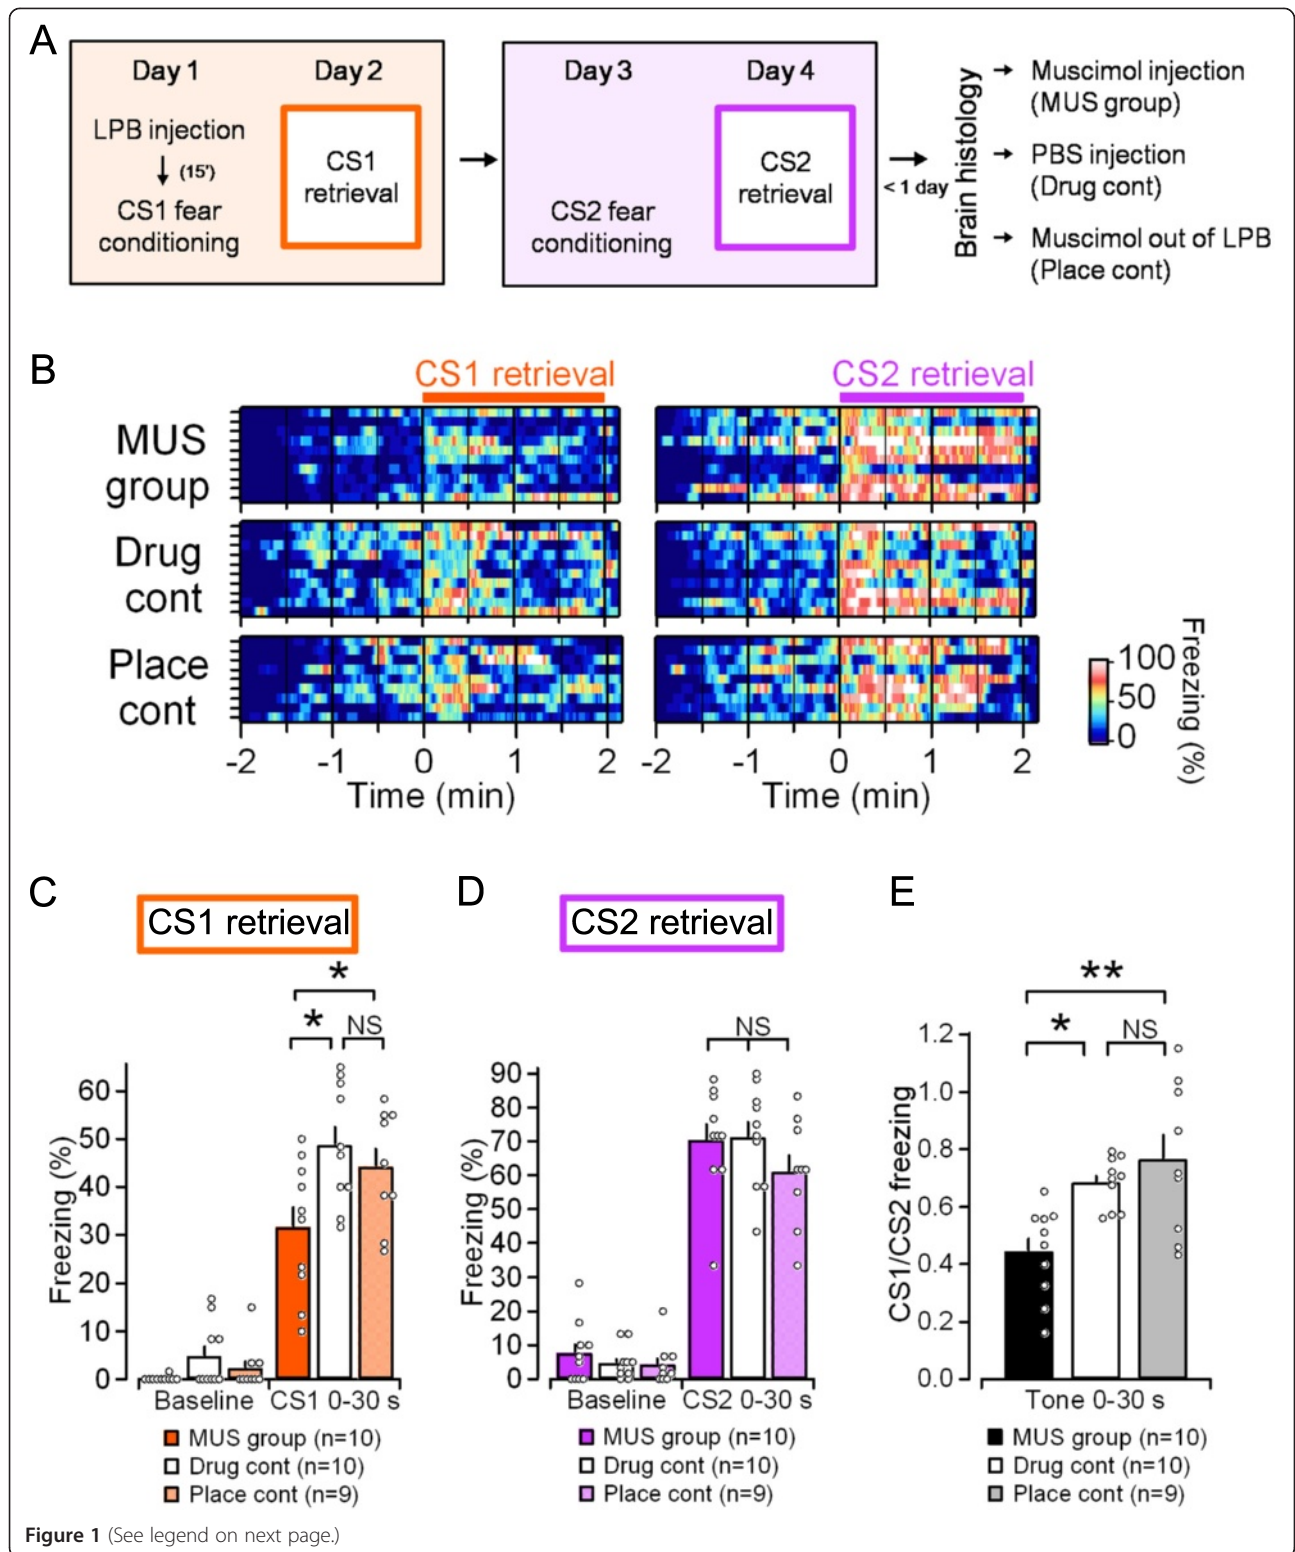 A
Day 1
Day 2
LPB injection
(15')
CS1 fear
conditioning
CS1
retrieval
Day 3
Day 4
CS2 fear
conditioning
CS2
retrieval
< 1 day
Brain histology
Muscimol injection
(MUS group)
PBS injection
(Drug cont)
Muscimol out of LPB
(Place cont)
B
CS1 retrieval
CS2 retrieval
MUS
group
Drug
cont
Place
cont
-2 -1 0 1 2
Time (min)
-2 -1 0 1 2
Time (min)
100
50
0
Freezing (%)
C
CS1 retrieval
*
*
NS
Freezing (%)
60
50
40
30
20
10
0
Baseline CS1 0-30 s
MUS group (n=10)
Drug cont (n=10)
Place cont (n=9)
D
CS2 retrieval
NS
Freezing (%)
90
80
70
60
50
40
30
20
10
0
Baseline CS2 0-30 s
MUS group (n=10)
Drug cont (n=10)
Place cont (n=9)
E
**
*
NS
CS1/CS2 freezing
1.2
1.0
0.8
0.6
0.4
0.2
0.0
Tone 0-30 s
MUS group (n=10)
Drug cont (n=10)
Place cont (n=9)
Figure 1 (See legend on next page.)